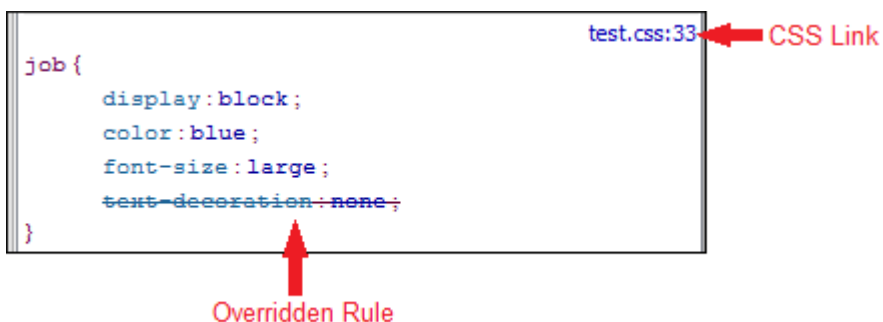 test.css:33 CSS Link
job{
display:block;
color:blue;
font-size:large;
text-decoration:none;
}
Overridden Rule